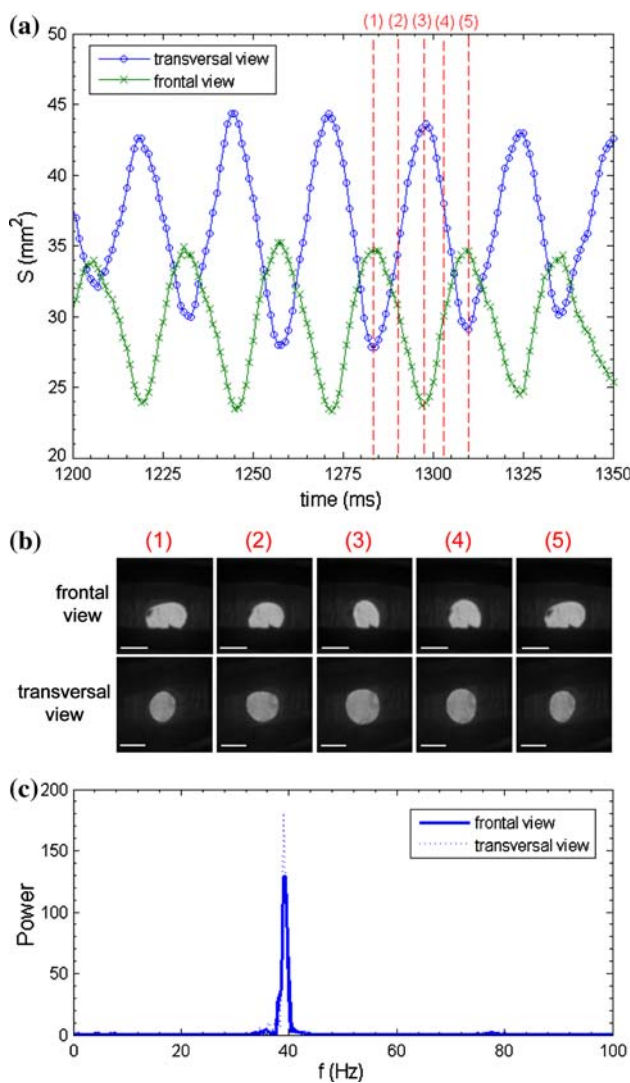 (a)
(1) (2) (3) (4) (5)
50
45
40
35
30
25
20
S (mm²)
transversal view
frontal view
1200 1225 1250 1275 1300 1325 1350
time (ms)
(b)
(1) (2) (3) (4) (5)
frontal
view
transversal
view
(c)
200
150
100
50
0
Power
frontal view
transversal view
0 20 40 60 80 100
f (Hz)